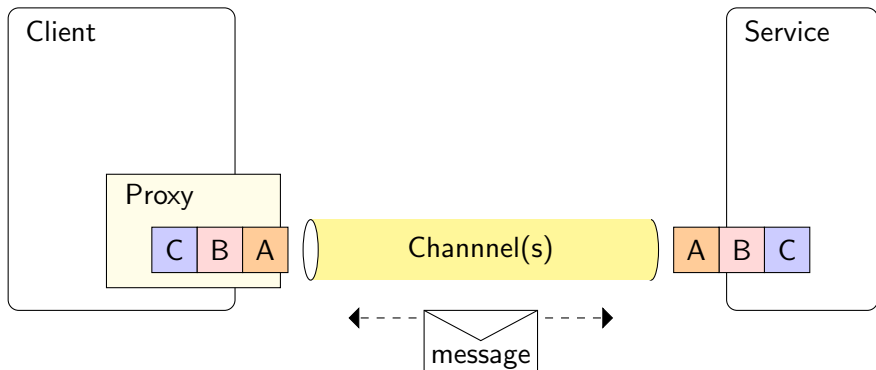 Client
Service
Proxy
C B A
Channnel(s)
A B C
message